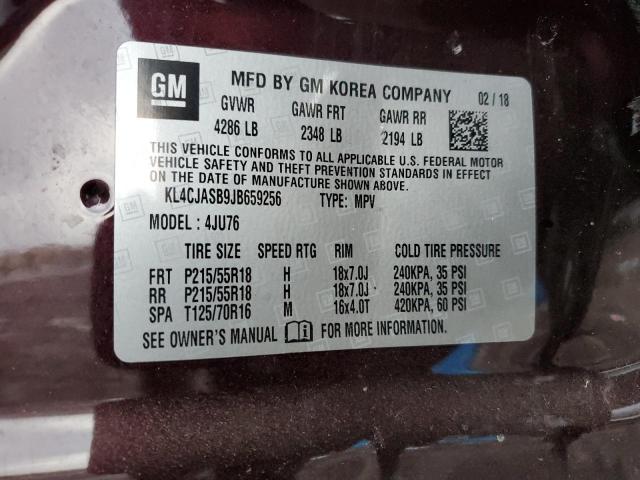 GM
MFD BY GM KOREA COMPANY 02 / 18
GVWR GAWR FRT GAWR RR
4286 LB 2348 LB 2194 LB
THIS VEHICLE CONFORMS TO ALL APPLICABLE U.S. FEDERAL MOTOR
VEHICLE SAFETY AND THEFT PREVENTION STANDARDS IN EFFECT
ON THE DATE OF MANUFACTURE SHOWN ABOVE.
KL4CJASB9JB659256 TYPE: MPV
MODEL : 4JU76
TIRE SIZE SPEED RTG RIM COLD TIRE PRESSURE
FRT P215/55R18 H 18x7.0J 240KPA, 35 PSI
RR P215/55R18 H 18x7.0J 240KPA, 35 PSI
SPA T125/70R16 M 16x4.0T 420KPA, 60 PSI
SEE OWNER'S MANUAL FOR MORE INFORMATION.